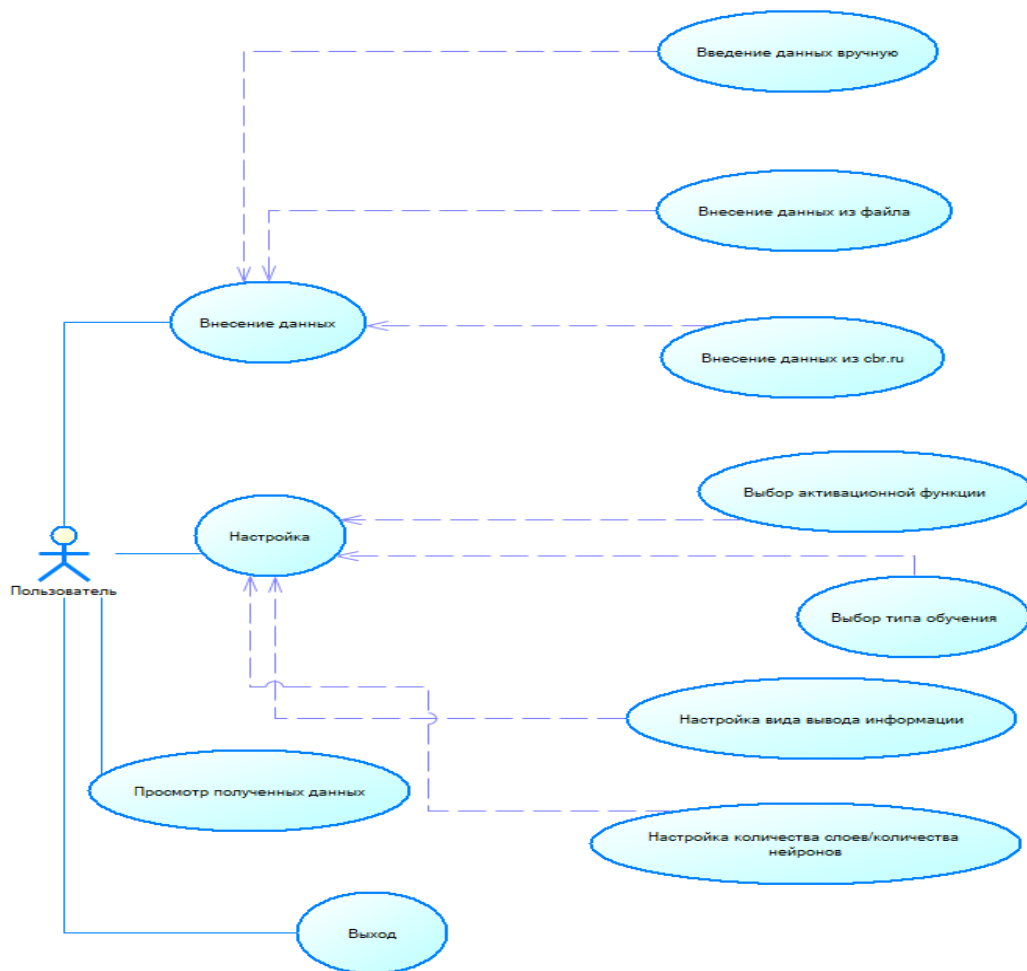 Введение данных вручную
Внесение данных из файла
Внесение данных
Внесение данных из cbr.ru
Выбор активационной функции
Настройка
Пользователь
Выбор типа обучения
Настройка вида вывода информации
Просмотр полученных данных
Настройка количества слоев/количества
нейронов
Выход